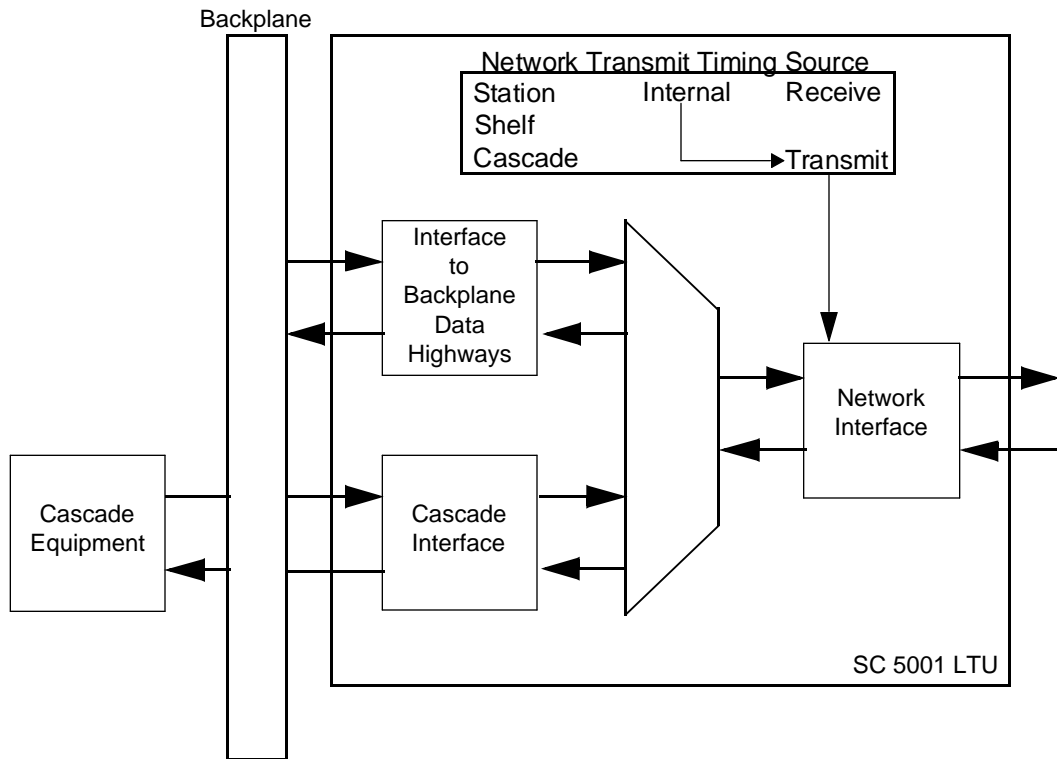 Backplane
Network Transmit Timing Source
Station Internal Receive
Shelf
Cascade Transmit
Interface
to
Backplane
Data
Highways
Network
Interface
Cascade
Equipment
Cascade
Interface
SC 5001 LTU